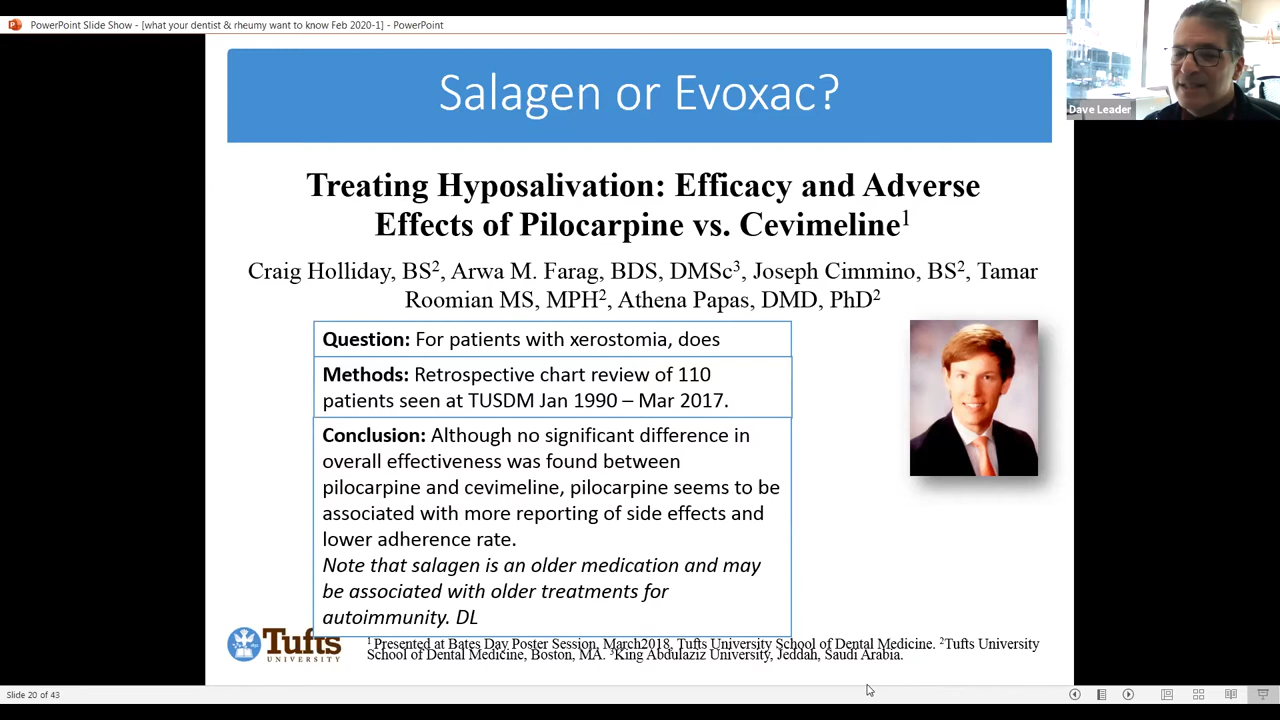 PowerPoint Slide Show - [what your dentist & rheumy want to know Feb 2020-1] - PowerPoint
Dave Leader
Salagen or Evoxac?
Treating Hyposalivation: Efficacy and Adverse
Effects of Pilocarpine vs. Cevimeline¹
Craig Holliday, BS², Arwa M. Farag, BDS, DMSc³, Joseph Cimmino, BS², Tamar
Roomian MS, MPH², Athena Papas, DMD, PhD²
Question: For patients with xerostomia, does
Methods: Retrospective chart review of 110
patients seen at TUSDM Jan 1990 – Mar 2017.
Conclusion: Although no significant difference in
overall effectiveness was found between
pilocarpine and cevimeline, pilocarpine seems to be
associated with more reporting of side effects and
lower adherence rate.
Note that salagen is an older medication and may
be associated with older treatments for
autoimmunity. DL
Tufts
UNIVERSITY
¹Presented at Bates Day Poster Session, March2018, Tufts University School of Dental Medicine. ²Tufts University
School of Dental Medicine, Boston, MA. ³King Abdulaziz University, Jeddah, Saudi Arabia.
Slide 20 of 43